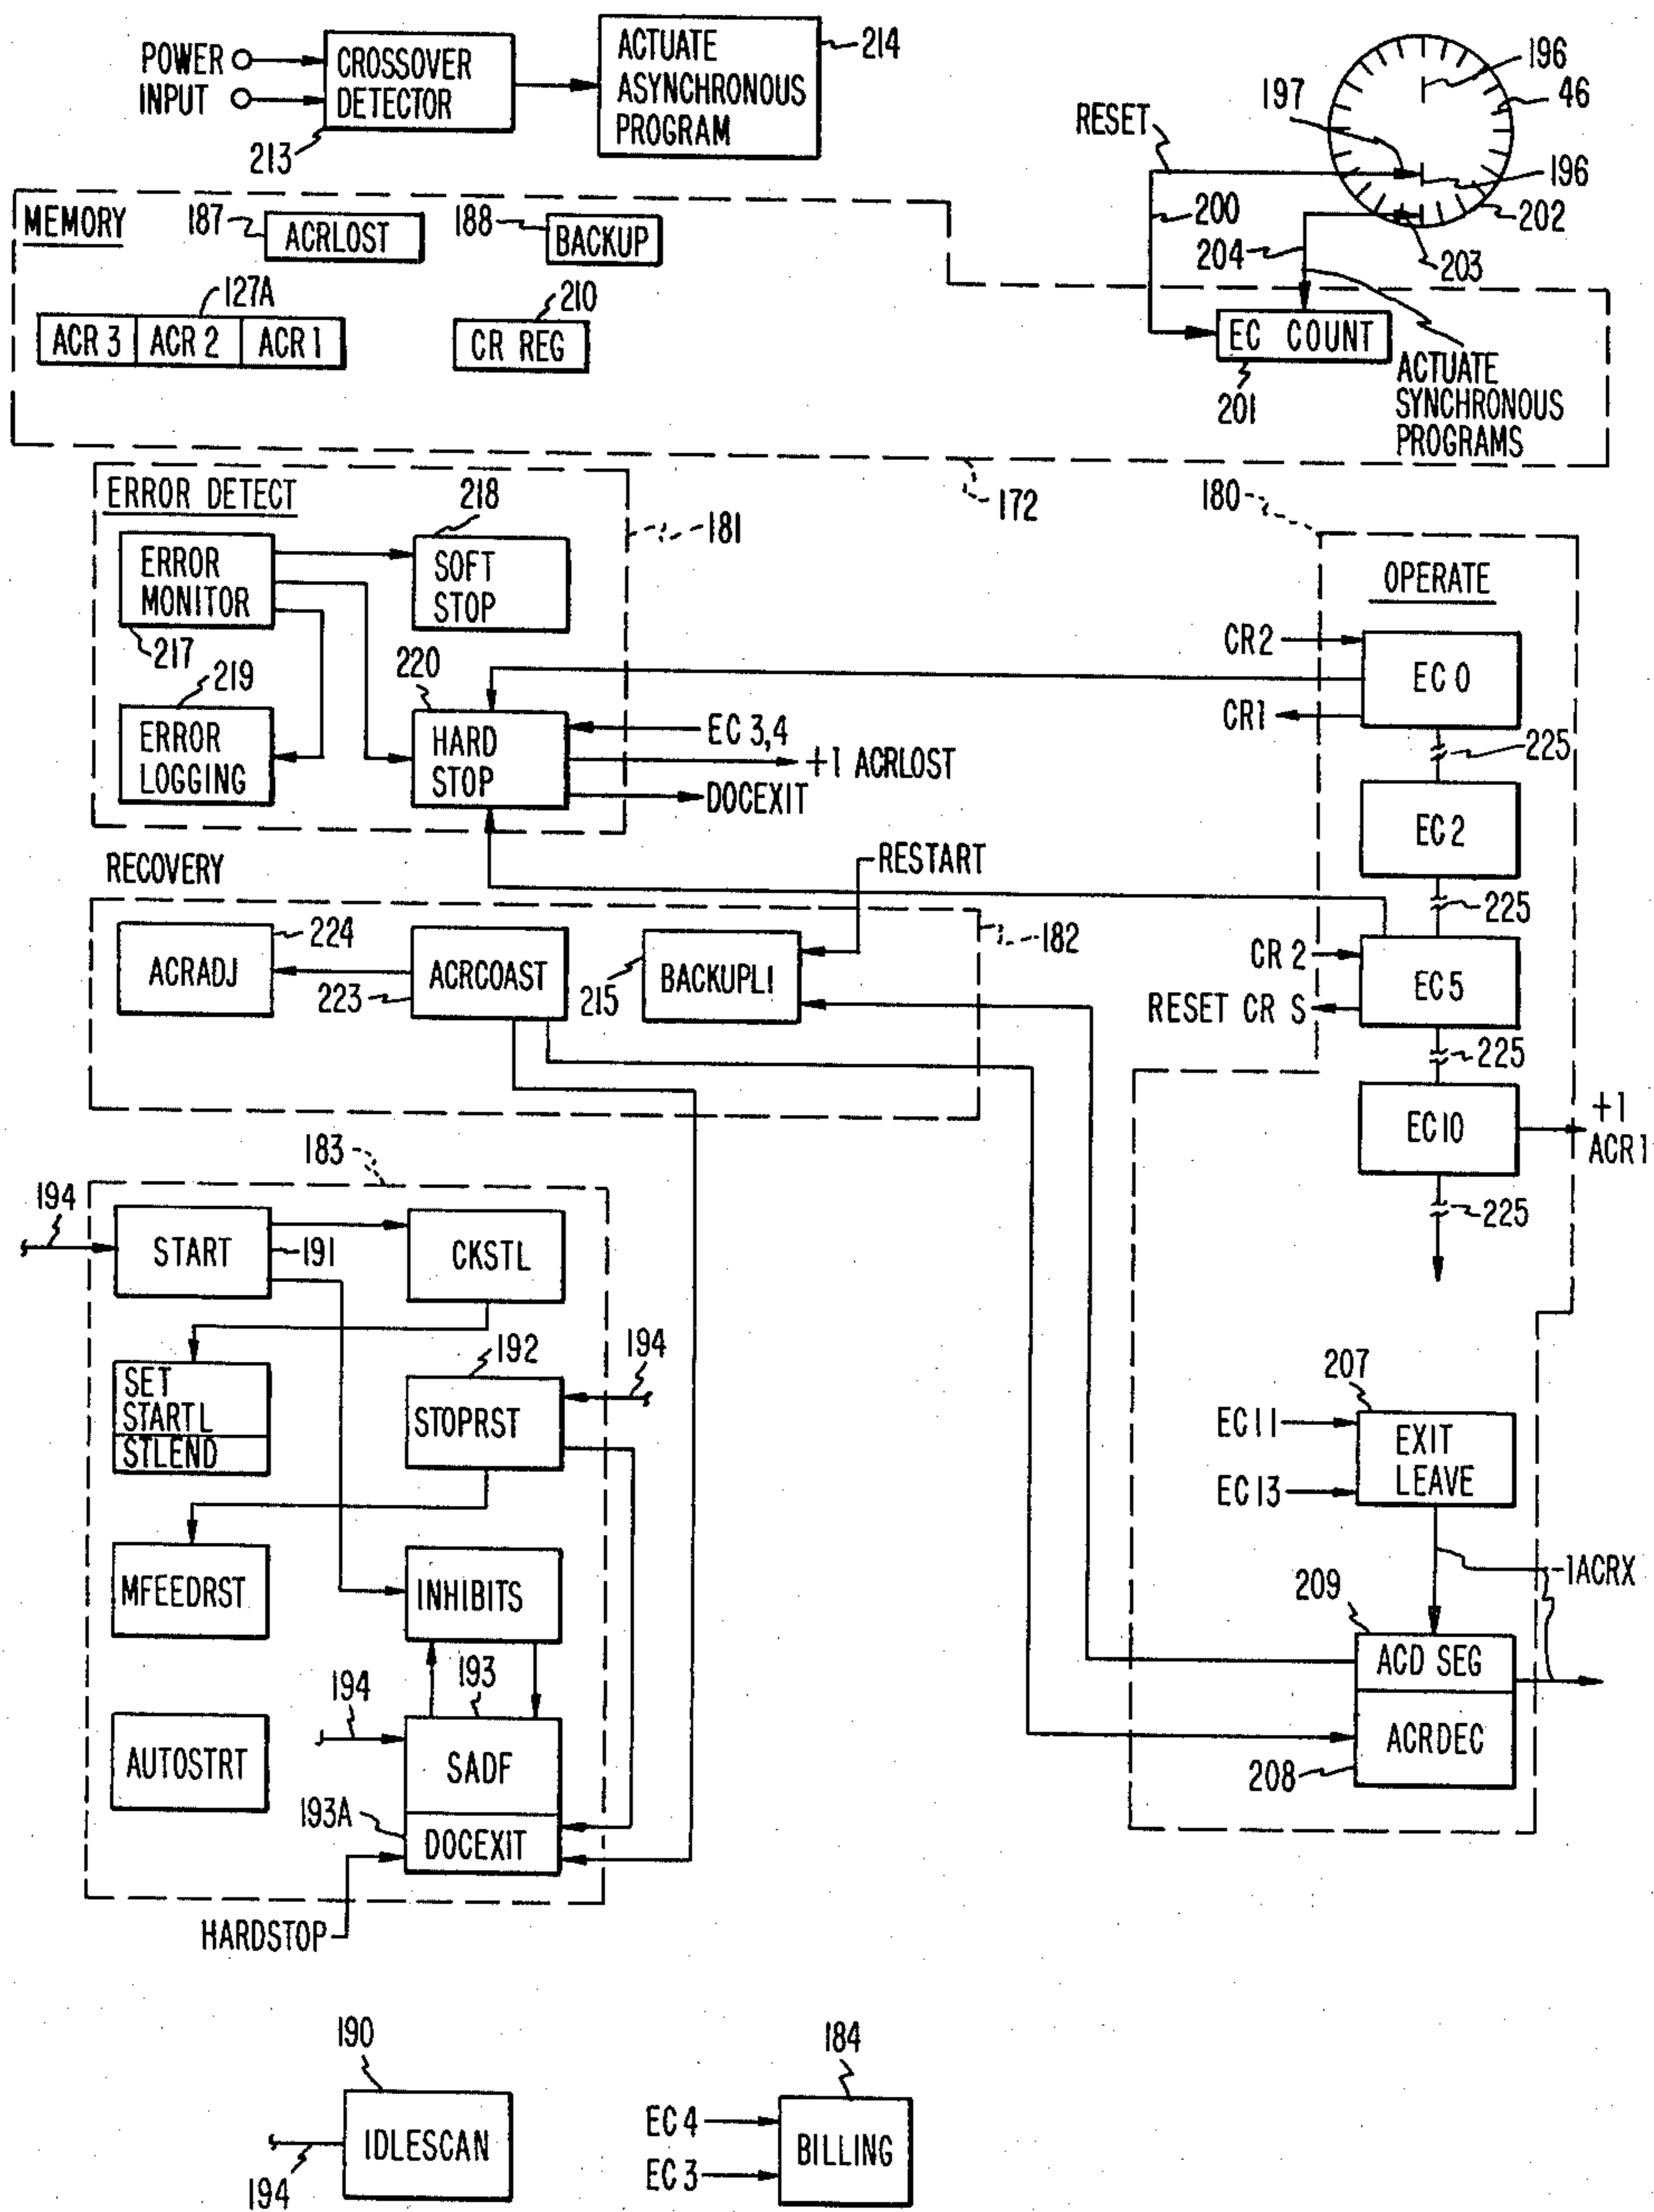 POWER
INPUT
CROSSOVER
DETECTOR
213
ACTUATE
ASYNCHRONOUS
PROGRAM
214
196
46
197
RESET
196
202
200
204
203
MEMORY
187
ACRLOST
188
BACKUP
127A
ACR 3
ACR 2
ACR 1
210
CR REG
EC COUNT
201
ACTUATE
SYNCHRONOUS
PROGRAMS
172
ERROR DETECT
218
181
ERROR
MONITOR
217
SOFT
STOP
219
220
ERROR
LOGGING
HARD
STOP
EC 3,4
+1 ACRLOST
DOCEXIT
180
OPERATE
CR2
EC 0
CR1
225
EC 2
225
CR 2
EC 5
RESET CR S
225
EC 10
+1
ACR 1
225
RECOVERY
RESTART
224
ACRADJ
ACRCOAST
223
215
BACKUPL1
182
183
194
START
191
CKSTL
SET
STARTL
STLEND
192
194
STOPRST
MFEEDRST
INHIBITS
193
194
AUTOSTRT
SADF
193A
DOCEXIT
HARDSTOP
207
EC 11
EC 13
EXIT
LEAVE
-1ACRX
209
ACD SEG
ACRDEC
208
190
IDLESCAN
194
184
EC 4
EC 3
BILLING